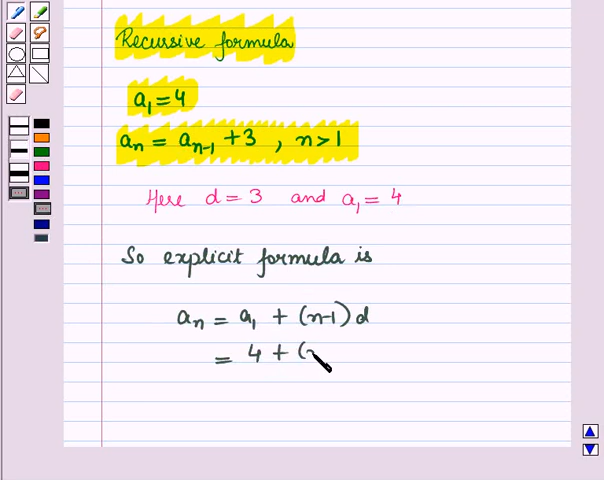 Recursive formula
a₁ = 4
aₙ = aₙ₋₁ + 3 , n > 1
Here d = 3 and a₁ = 4
So explicit formula is
aₙ = a₁ + (n-1) d
= 4 + (